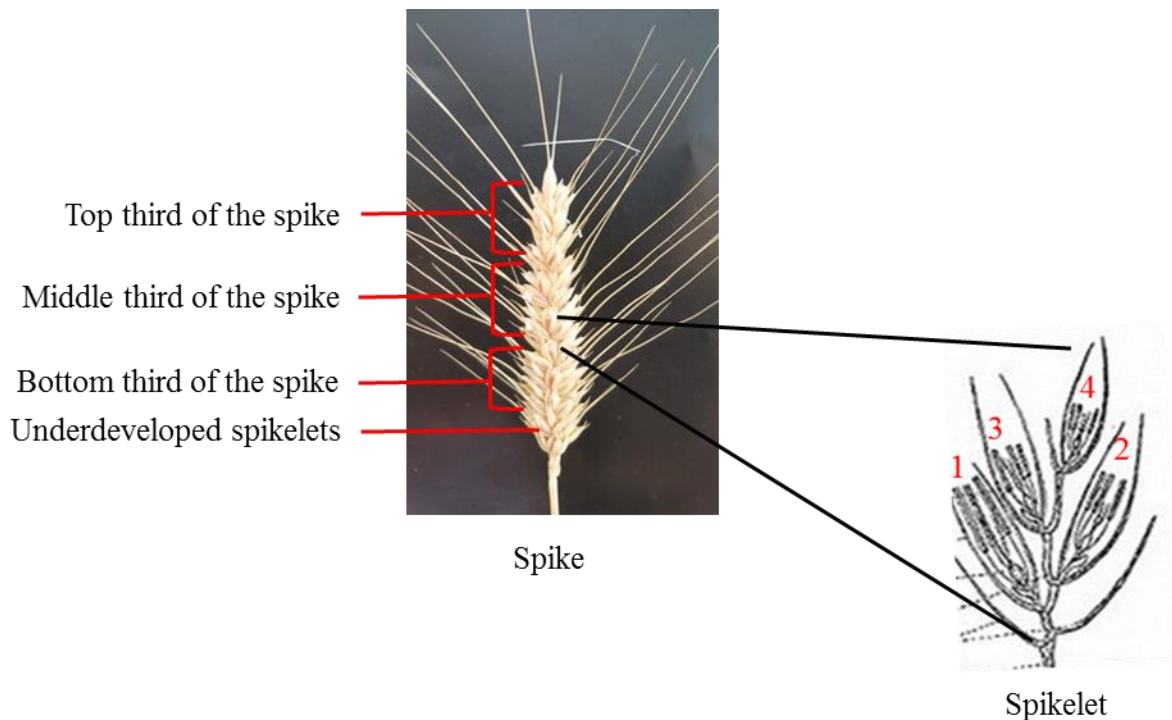 Top third of the spike
Middle third of the spike
Bottom third of the spike
Underdeveloped spikelets
Spike
1
3
4
2
Spikelet